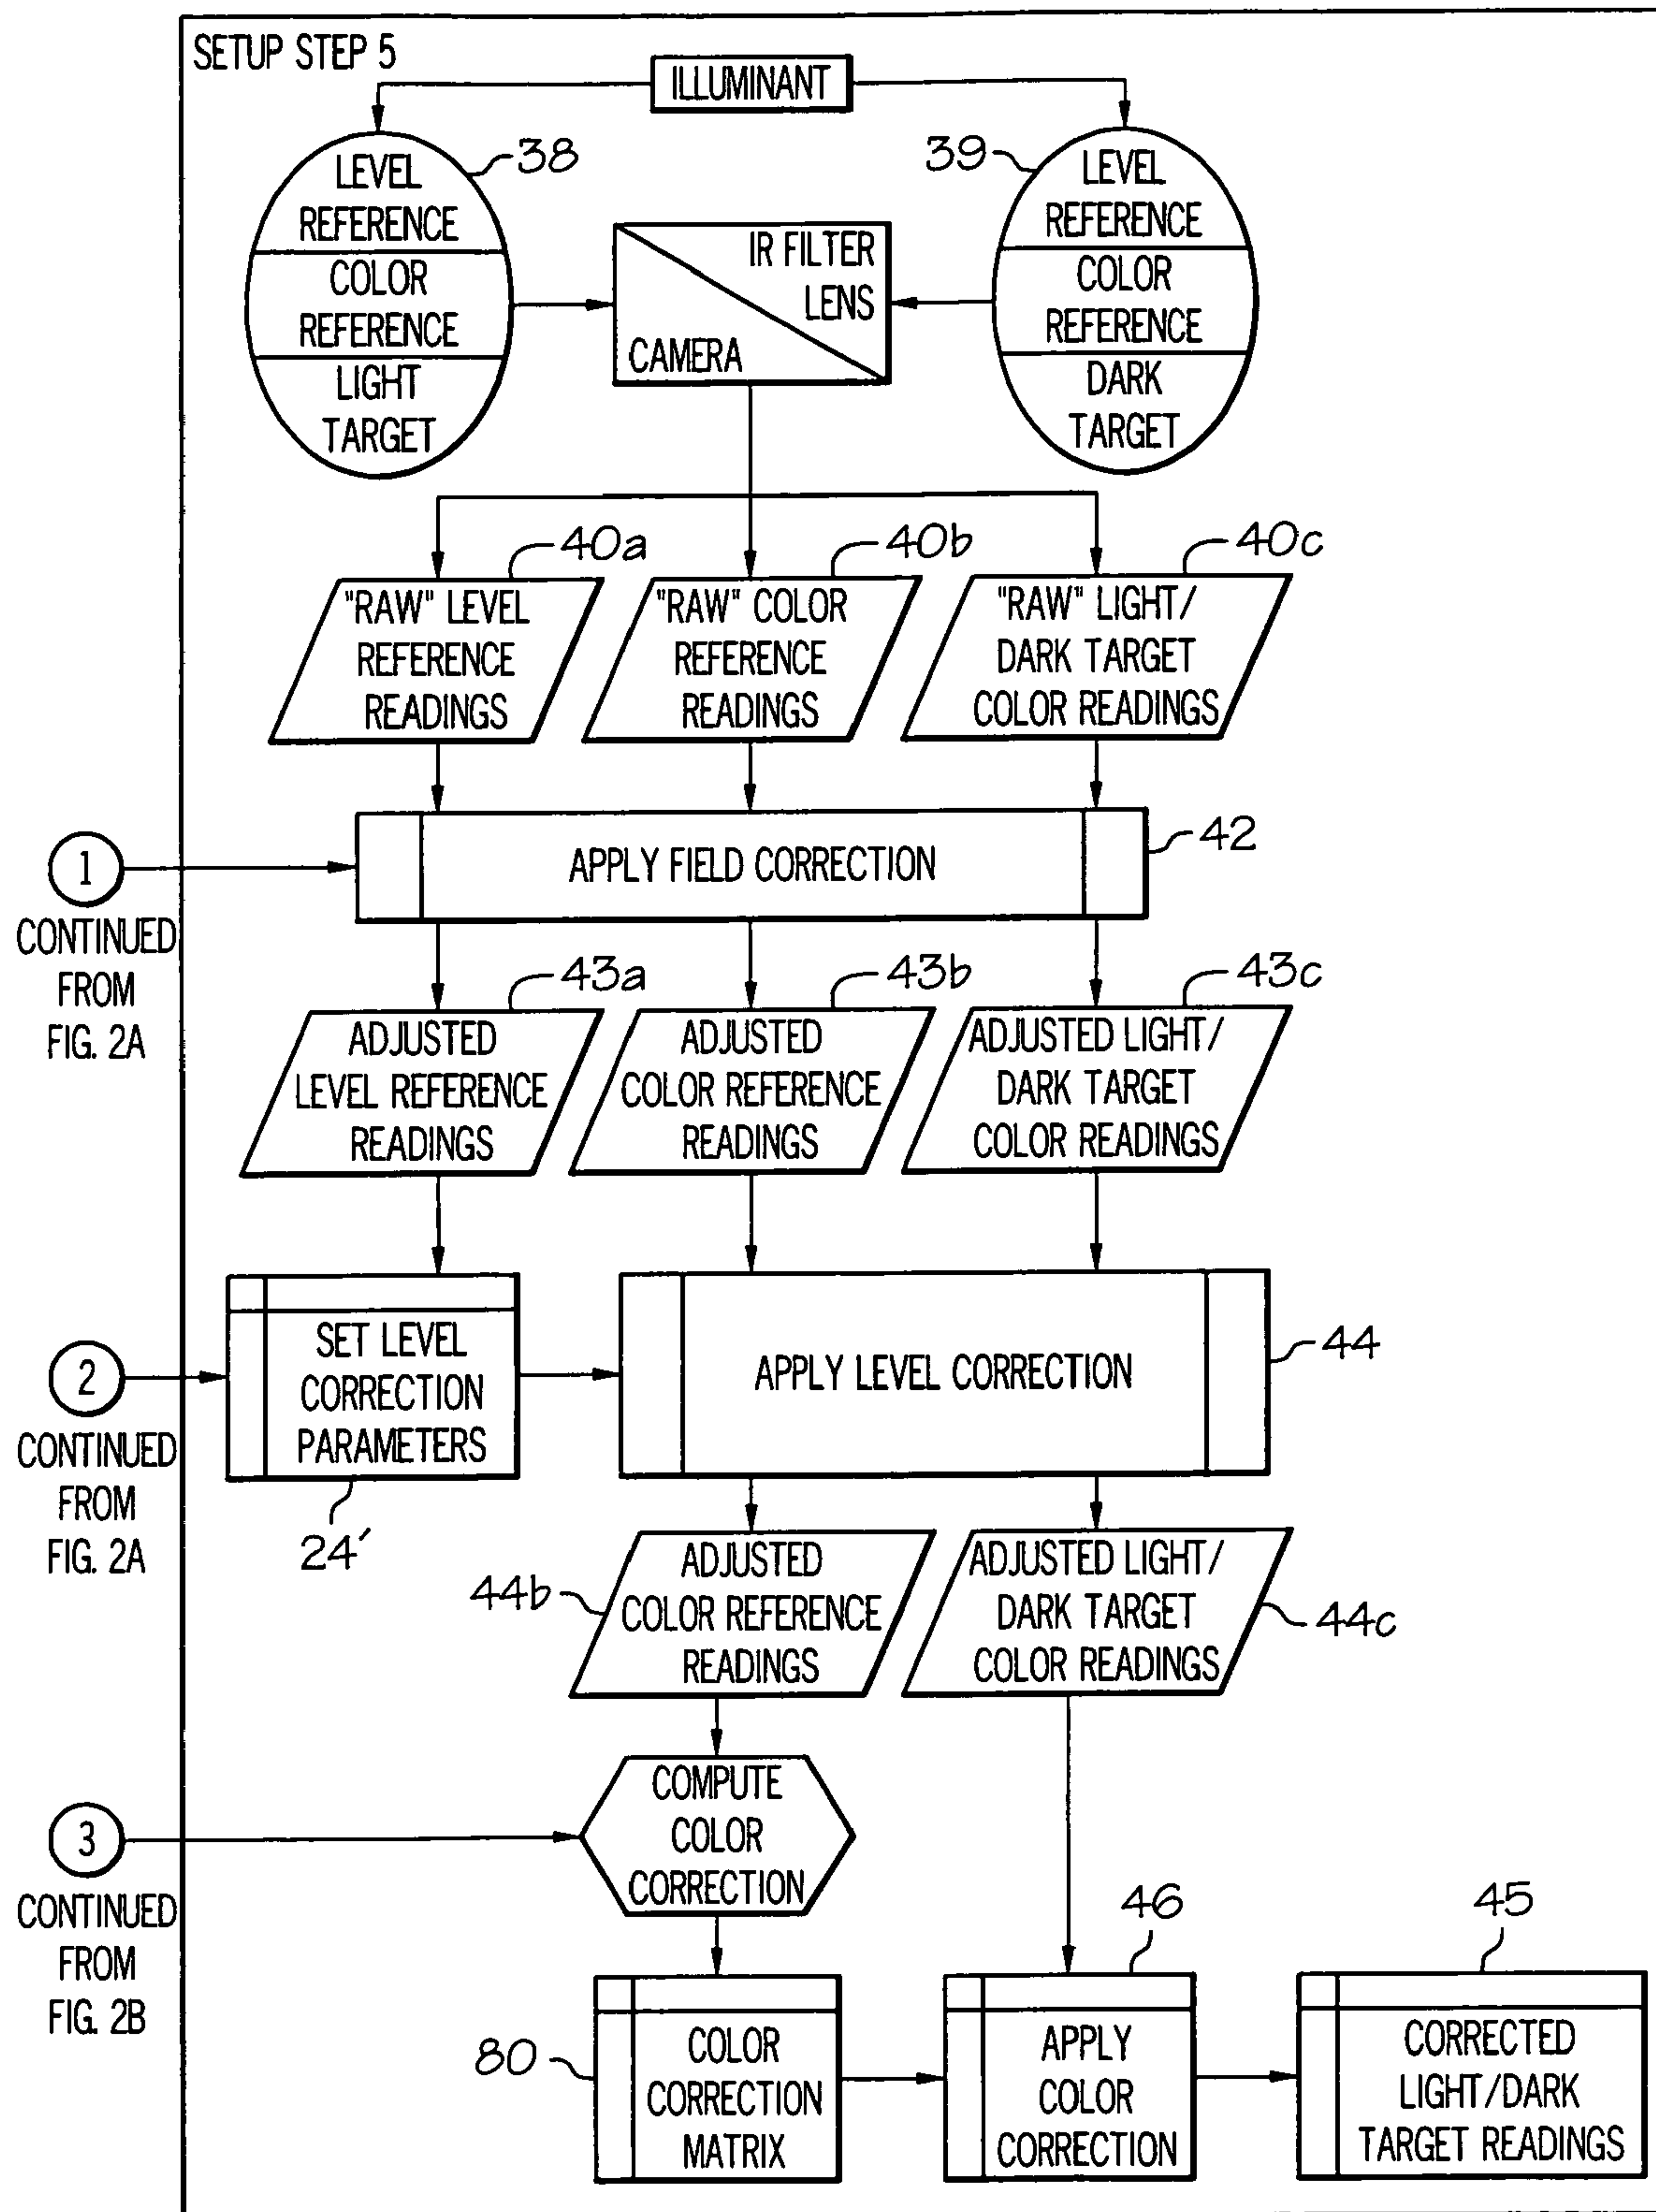 SETUP STEP 5
ILLUMINANT
38
LEVEL
REFERENCE
COLOR
REFERENCE
LIGHT
TARGET
39
LEVEL
REFERENCE
COLOR
REFERENCE
DARK
TARGET
IR FILTER
LENS
CAMERA
40a
"RAW" LEVEL
REFERENCE
READINGS
40b
"RAW" COLOR
REFERENCE
READINGS
40c
"RAW" LIGHT/
DARK TARGET
COLOR READINGS
1
CONTINUED
FROM
FIG. 2A
APPLY FIELD CORRECTION
42
43a
ADJUSTED
LEVEL REFERENCE
READINGS
43b
ADJUSTED
COLOR REFERENCE
READINGS
43c
ADJUSTED LIGHT/
DARK TARGET
COLOR READINGS
2
CONTINUED
FROM
FIG. 2A
SET LEVEL
CORRECTION
PARAMETERS
24'
APPLY LEVEL CORRECTION
44
44b
ADJUSTED
COLOR REFERENCE
READINGS
ADJUSTED LIGHT/
DARK TARGET
COLOR READINGS
44c
3
CONTINUED
FROM
FIG. 2B
COMPUTE
COLOR
CORRECTION
80
COLOR
CORRECTION
MATRIX
46
APPLY
COLOR
CORRECTION
45
CORRECTED
LIGHT/DARK
TARGET READINGS